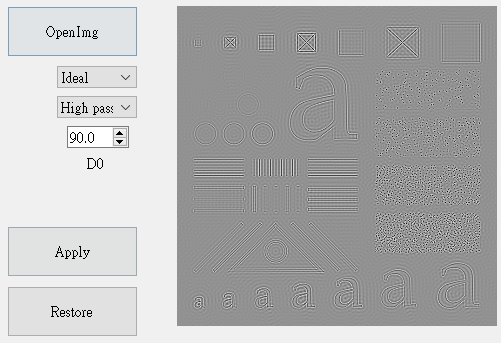 OpenImg
Ideal
High pass
90.0
D0
Apply
Restore
a
a a a a a a a